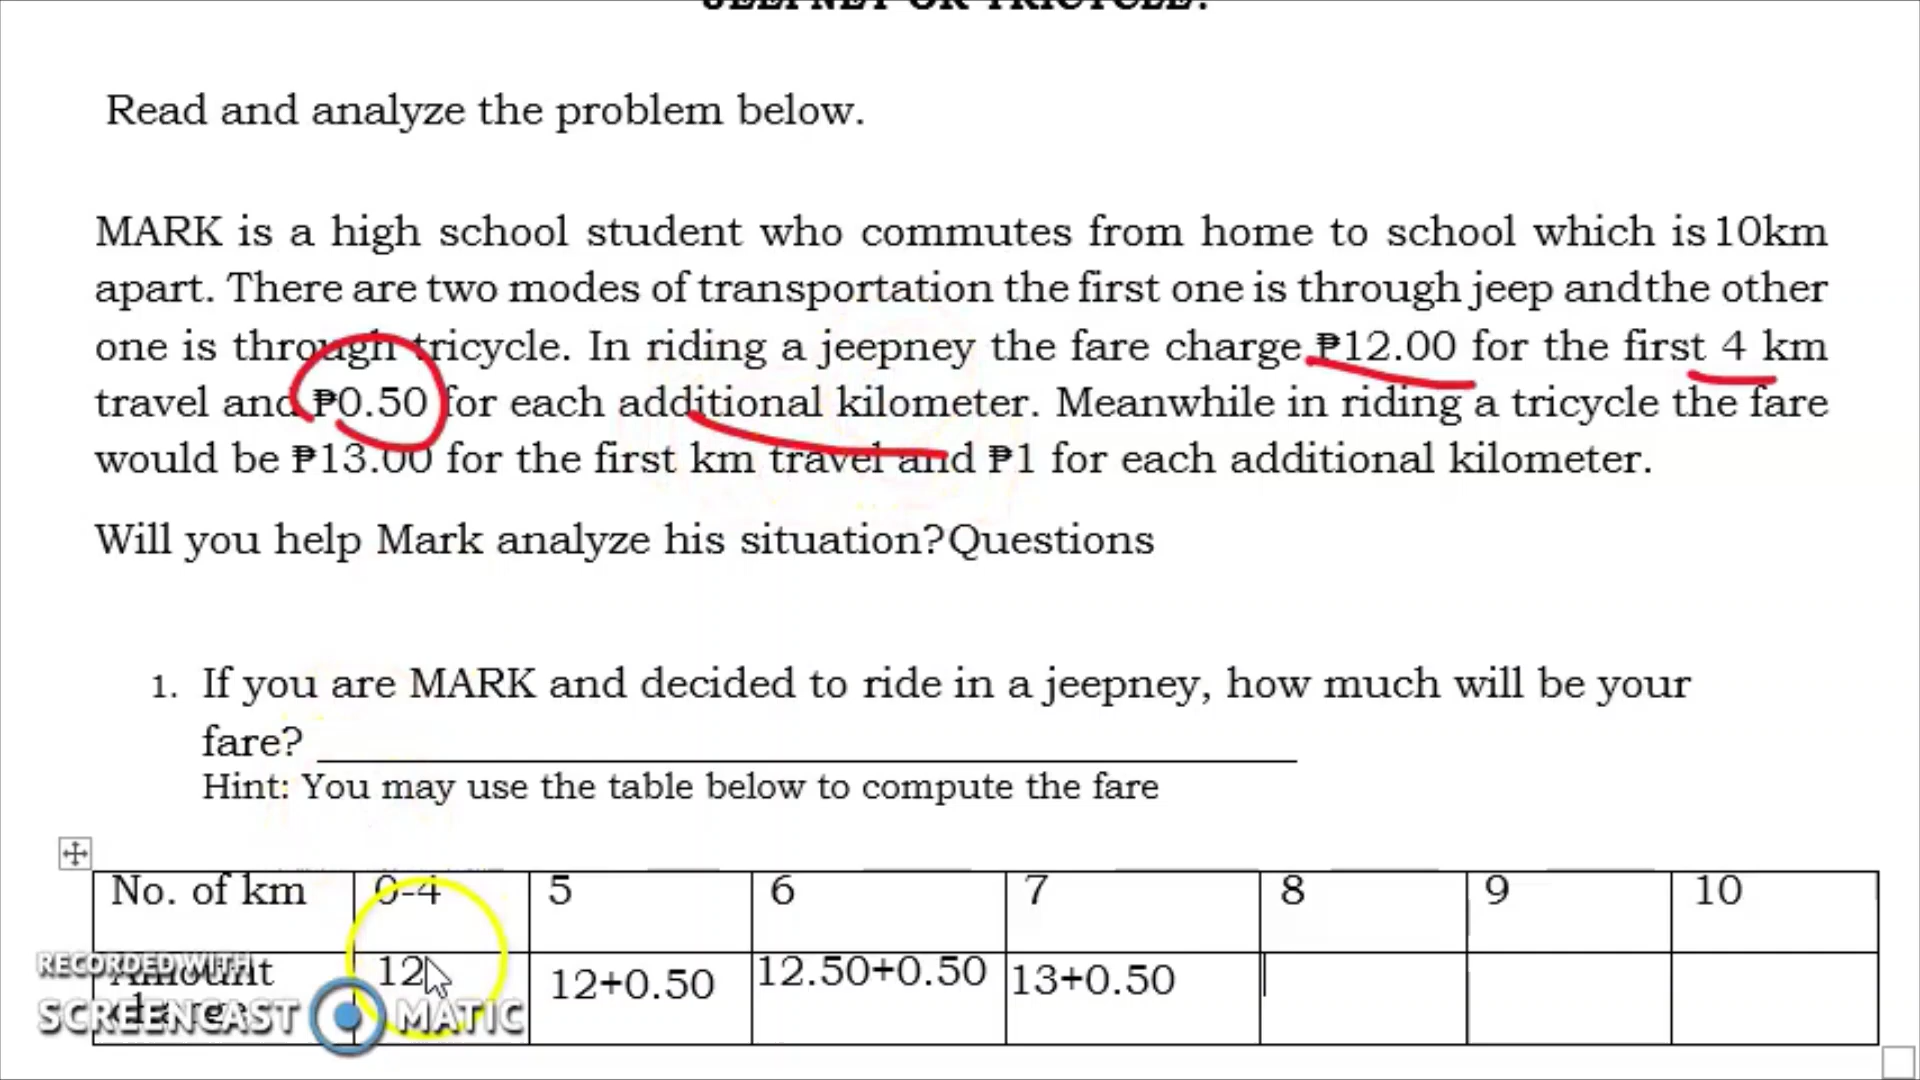 JEEPNEY OR TRICYCLE?
Read and analyze the problem below.
MARK is a high school student who commutes from home to school which is 10km
apart. There are two modes of transportation the first one is through jeep andthe other
one is through tricycle. In riding a jeepney the fare charge ₱12.00 for the first 4 km
travel and ₱0.50 for each additional kilometer. Meanwhile in riding a tricycle the fare
would be ₱13.00 for the first km travel and ₱1 for each additional kilometer.
Will you help Mark analyze his situation?Questions
1. If you are MARK and decided to ride in a jeepney, how much will be your
fare?
Hint: You may use the table below to compute the fare
No. of km 0-4 5 6 7 8 9 10
Amount 12 12+0.50 12.50+0.50 13+0.50
charge
RECORDED WITH
SCREENCAST MATIC